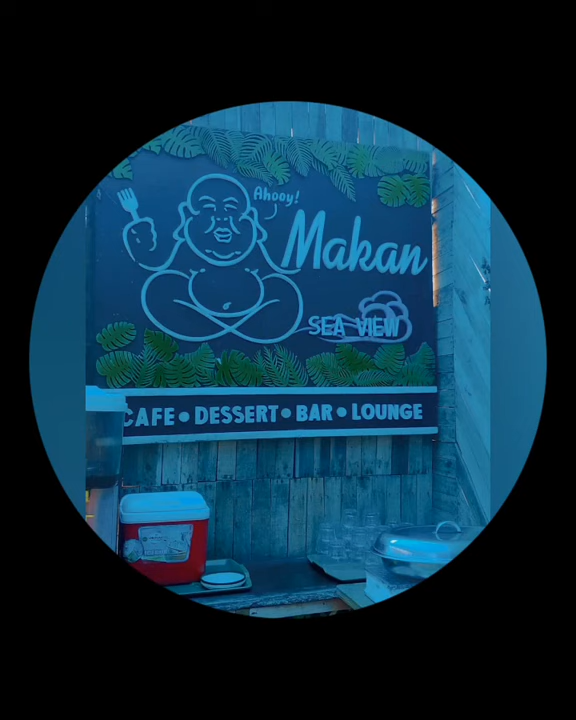 Ahooy!
Makan
SEA VIEW
CAFE • DESSERT • BAR • LOUNGE